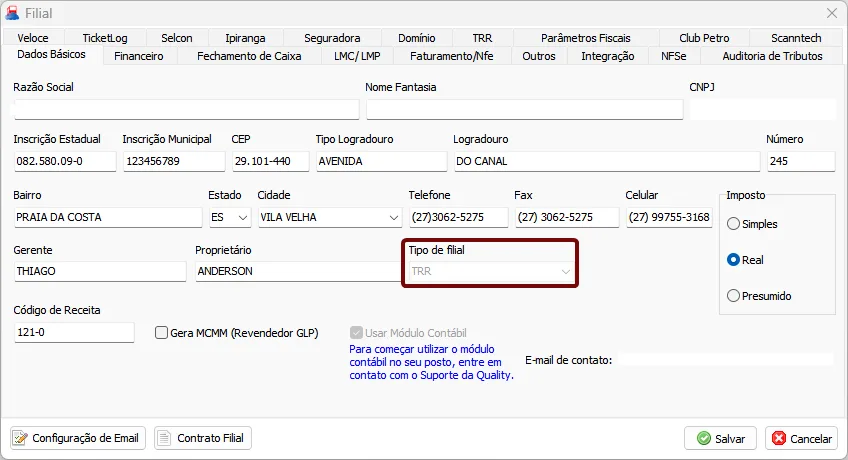 Filial
Veloce TicketLog Selcon Ipiranga Seguradora Domínio TRR Parâmetros Fiscais Club Petro Scanntech
Dados Básicos Financeiro Fechamento de Caixa LMC/ LMP Faturamento/Nfe Outros Integração NFSe Auditoria de Tributos
Razão Social Nome Fantasia CNPJ
Inscrição Estadual Inscrição Municipal CEP Tipo Logradouro Logradouro Número
082.580.09-0 123456789 29.101-440 AVENIDA DO CANAL 245
Bairro Estado Cidade Telefone Fax Celular Imposto
PRAIA DA COSTA ES VILA VELHA (27)3062-5275 (27) 3062-5275 (27) 99755-3168
Simples
Gerente Proprietário Tipo de filial
THIAGO ANDERSON TRR
Real
Presumido
Código de Receita
121-0 Gera MCMM (Revendedor GLP) Usar Módulo Contábil
Para começar utilizar o módulo
contábil no seu posto, entre em
contato com o Suporte da Quality.
E-mail de contato:
Configuração de Email Contrato Filial Salvar Cancelar